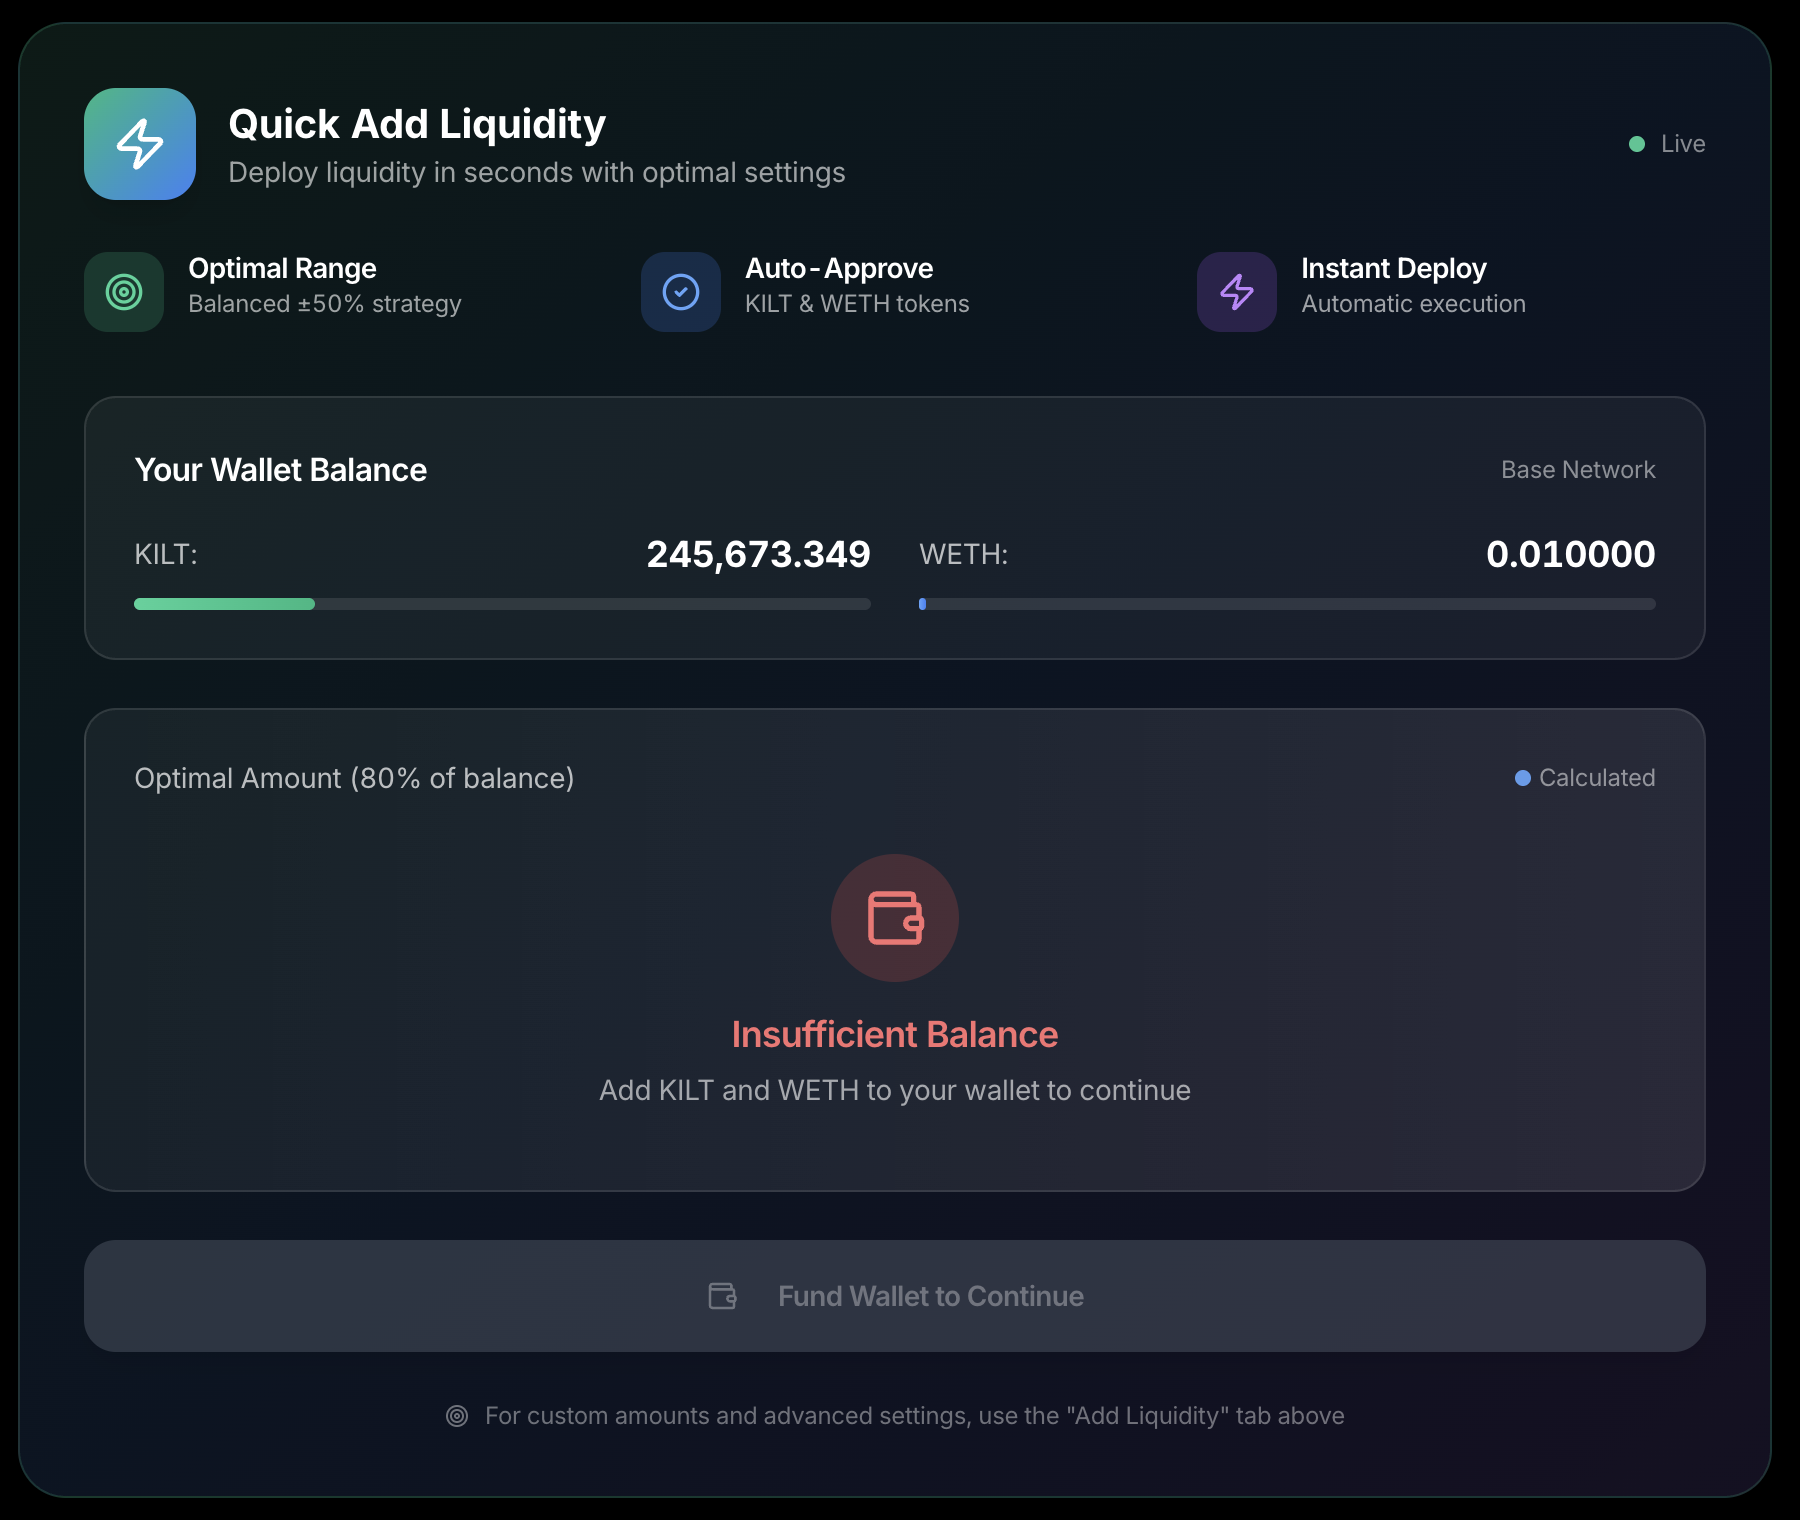 Quick Add Liquidity
Deploy liquidity in seconds with optimal settings
Live
Optimal Range
Balanced ±50% strategy
Auto-Approve
KILT & WETH tokens
Instant Deploy
Automatic execution
Your Wallet Balance
Base Network
KILT: 245,673.349
WETH: 0.010000
Optimal Amount (80% of balance)
Calculated
Insufficient Balance
Add KILT and WETH to your wallet to continue
Fund Wallet to Continue
For custom amounts and advanced settings, use the "Add Liquidity" tab above